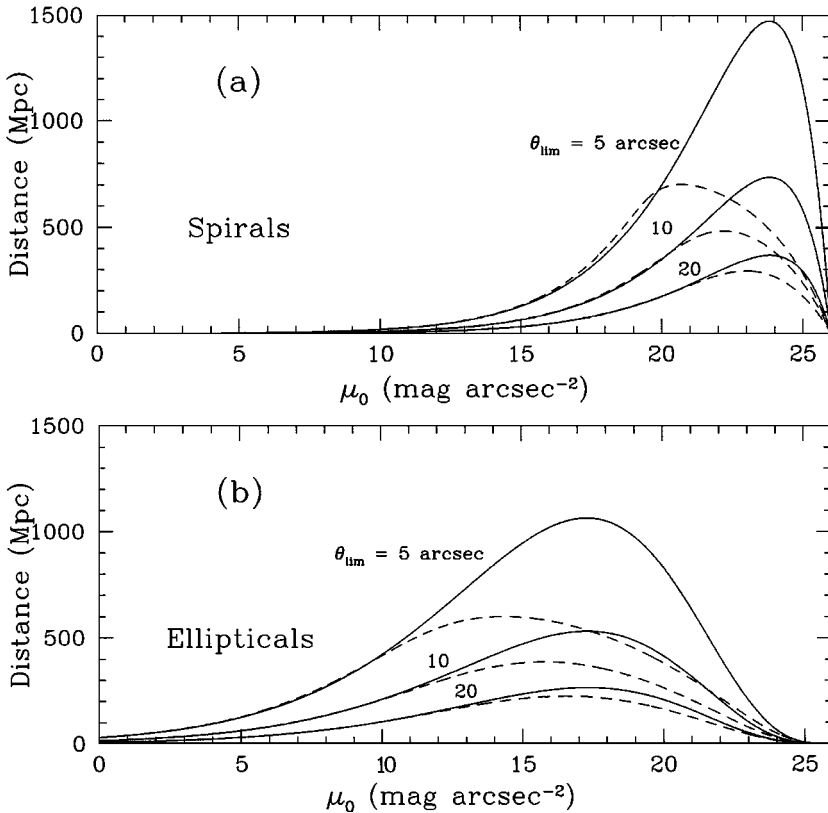 1500
1000
500
0
Distance (Mpc)
(a)
Spirals
θlim = 5 arcsec
10
20
0 5 10 15 20 25
μ₀ (mag arcsec⁻²)
1500
1000
500
0
Distance (Mpc)
(b)
Ellipticals
θlim = 5 arcsec
10
20
0 5 10 15 20 25
μ₀ (mag arcsec⁻²)